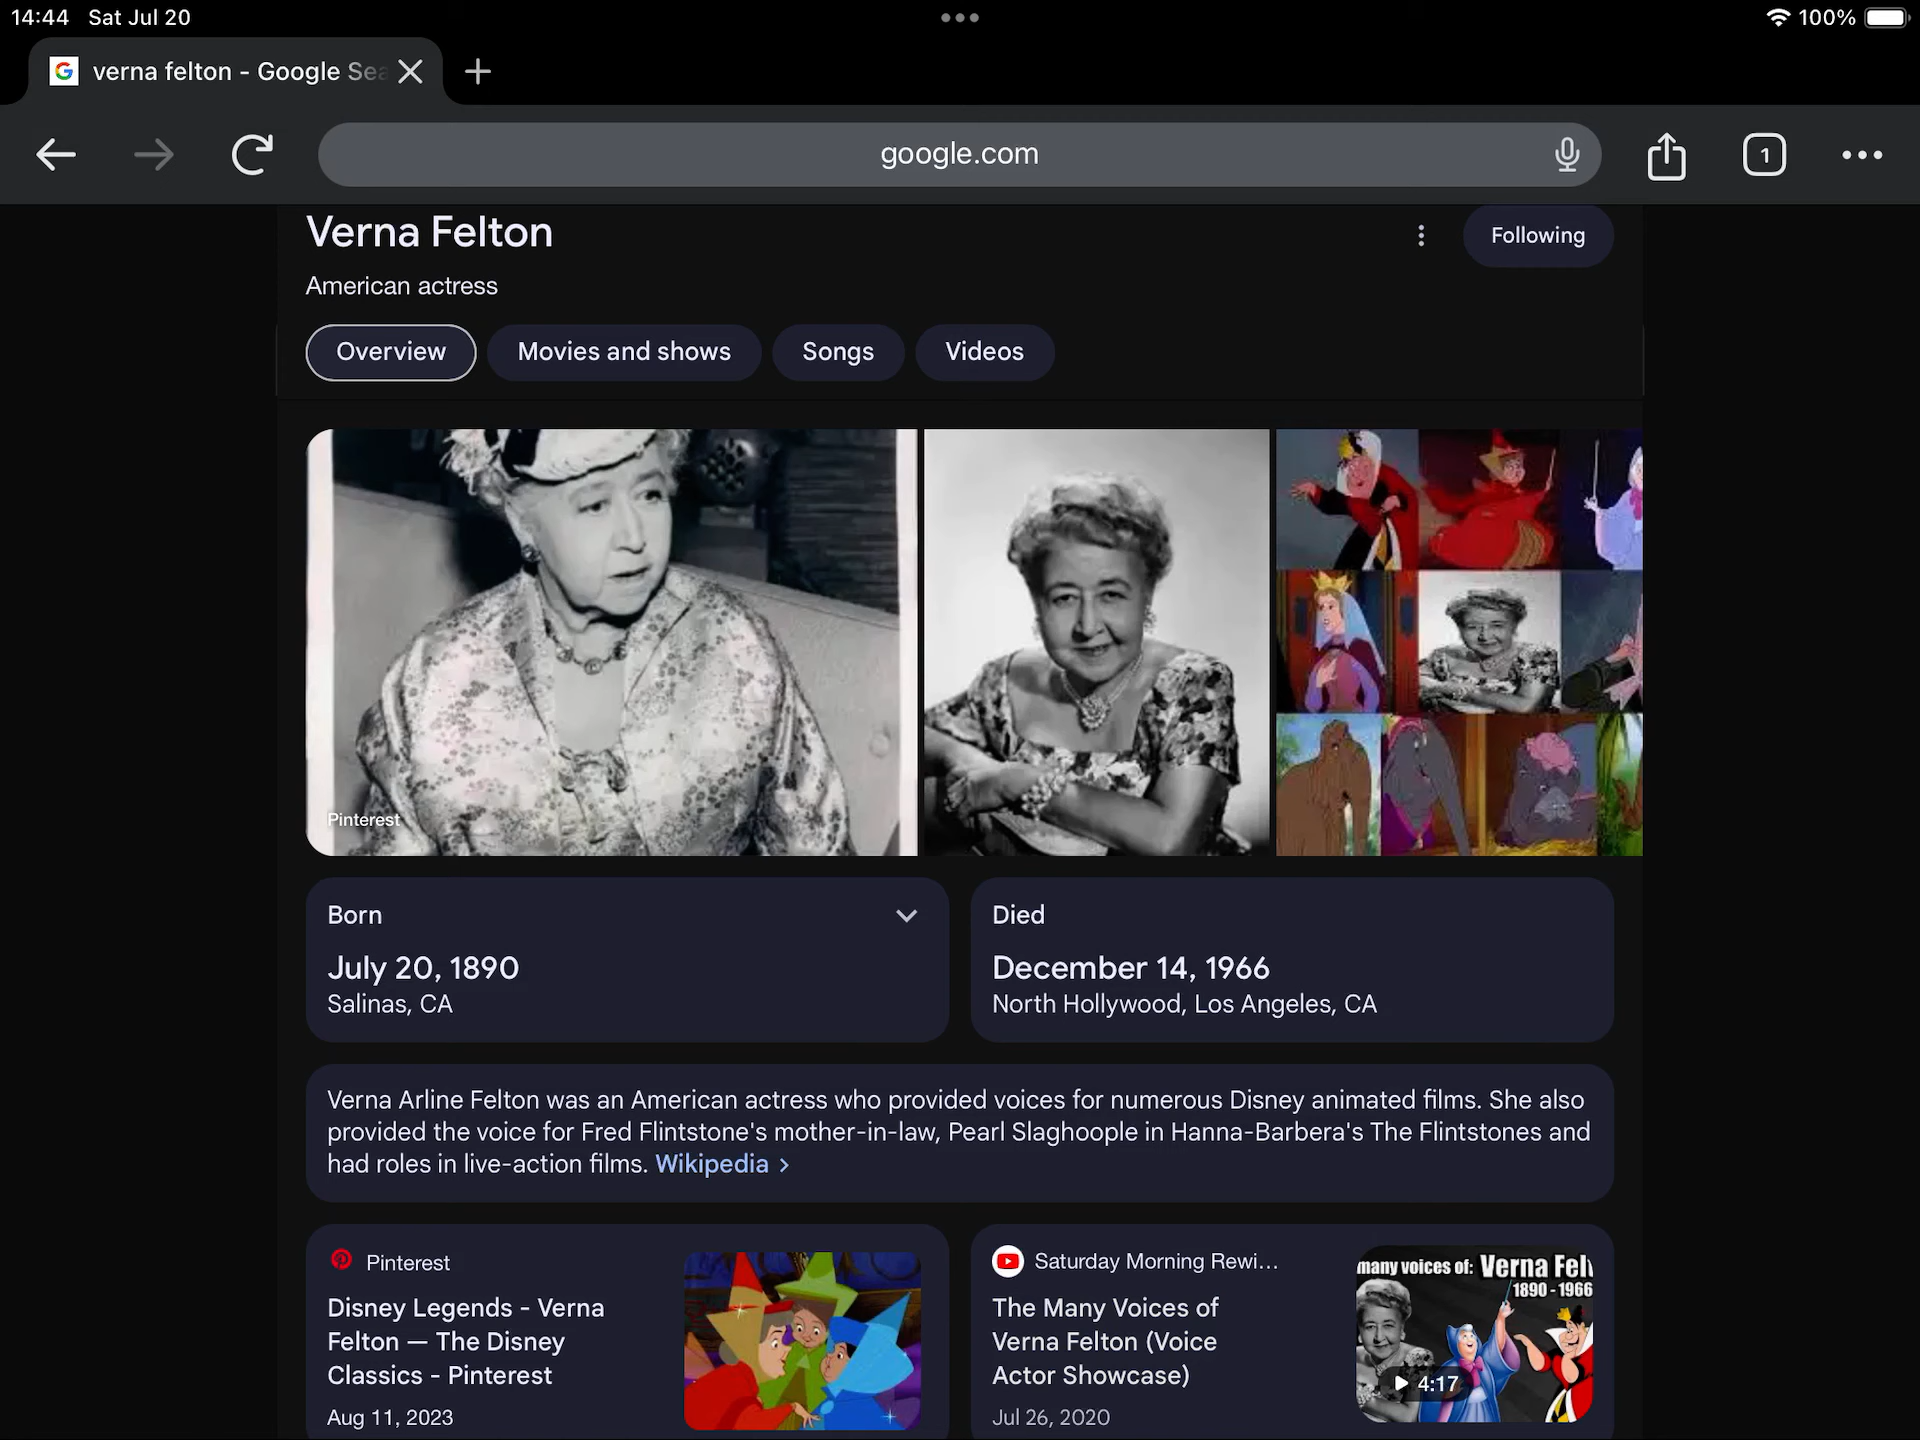 14:44 Sat Jul 20
100%
verna felton - Google Sea
google.com
1
Verna Felton
Following
American actress
Overview
Movies and shows
Songs
Videos
Pinterest
Born
July 20, 1890
Salinas, CA
Died
December 14, 1966
North Hollywood, Los Angeles, CA
Verna Arline Felton was an American actress who provided voices for numerous Disney animated films. She also
provided the voice for Fred Flintstone's mother-in-law, Pearl Slaghoople in Hanna-Barbera's The Flintstones and
had roles in live-action films. Wikipedia >
Pinterest
Disney Legends - Verna
Felton — The Disney
Classics - Pinterest
Aug 11, 2023
Saturday Morning Rewi...
The Many Voices of
Verna Felton (Voice
Actor Showcase)
Jul 26, 2020
many voices of: Verna Fel
1890 - 1966
4:17